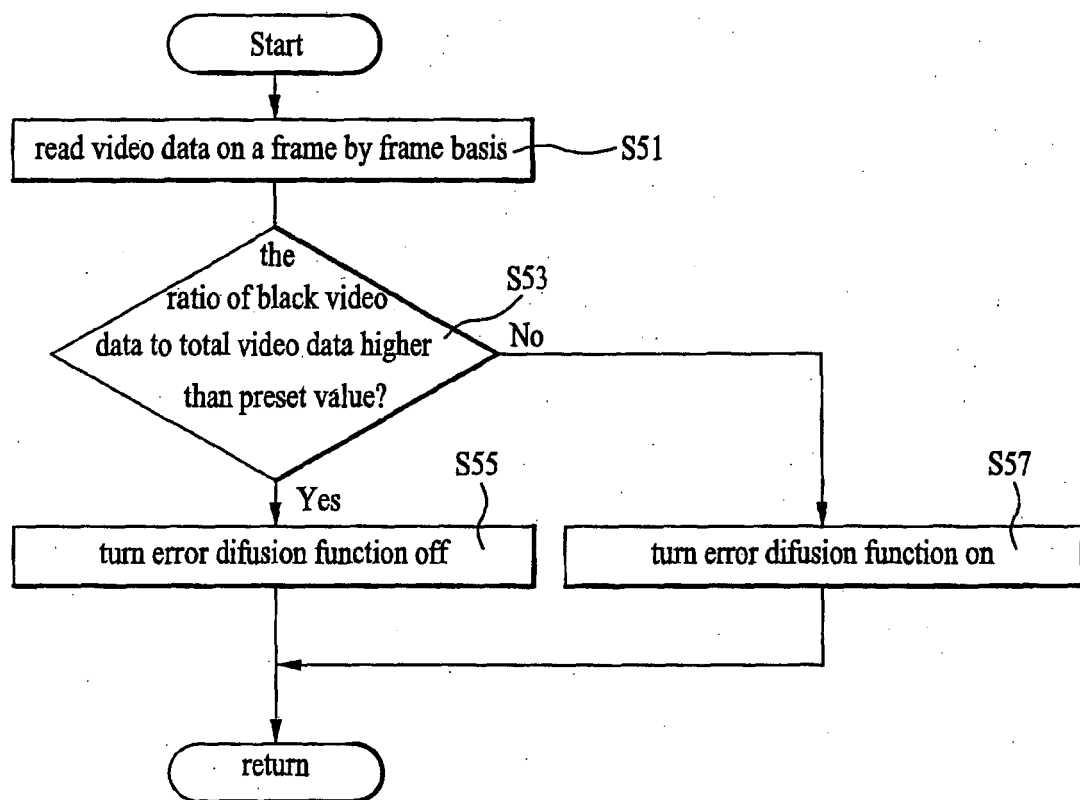 Start
read video data on a frame by frame basis
S51
the
ratio of black video
data to total video data higher
than preset value?
S53
No
Yes
S55
turn error difusion function off
S57
turn error difusion function on
return